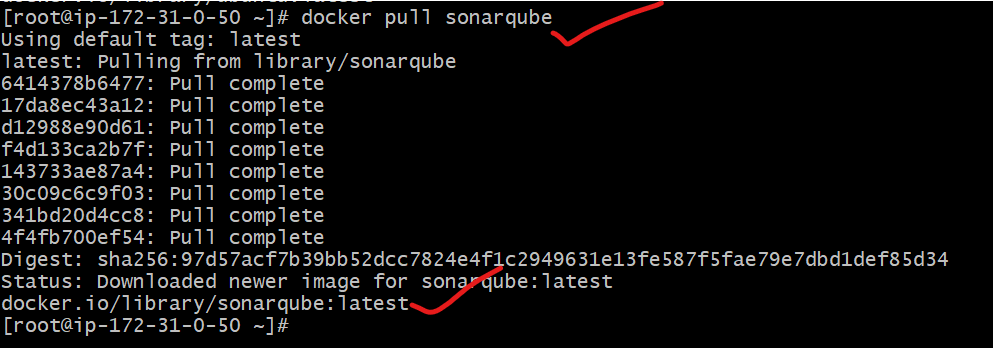 [root@ip-172-31-0-50 ~]# docker pull sonarqube
Using default tag: latest
latest: Pulling from library/sonarqube
6414378b6477: Pull complete
17da8ec43a12: Pull complete
d12988e90d61: Pull complete
f4d133ca2b7f: Pull complete
143733ae87a4: Pull complete
30c09c6c9f03: Pull complete
341bd20d4cc8: Pull complete
4f4fb700ef54: Pull complete
Digest: sha256:97d57acf7b39bb52dcc7824e4f1c2949631e13fe587f5fae79e7dbd1def85d34
Status: Downloaded newer image for sonarqube:latest
docker.io/library/sonarqube:latest
[root@ip-172-31-0-50 ~]#